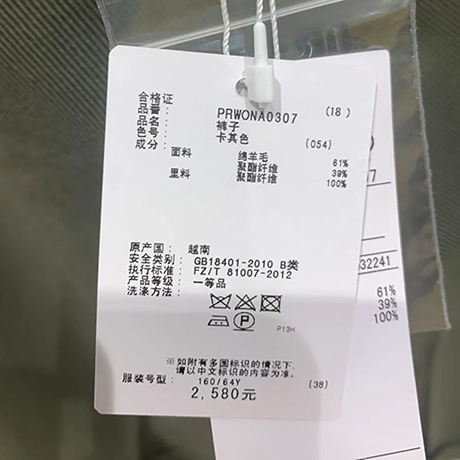 合格证
品番: PRWONA0307 (18)
品名: 裤子
色号: 卡其色 (054)
成分: 面料 绵羊毛 61%
聚酯纤维 39%
里料 聚酯纤维 100%
原产国: 越南
安全类别: GB18401-2010 B类
执行标准: FZ/T 81007-2012
产品等级: 一等品
洗涤方法:
P
P13H
※如附有多国标识的情况下.
请以中文标识的内容为准.
服装号型: 160/64Y (38)
2,580元
07
32241
61%
39%
100%